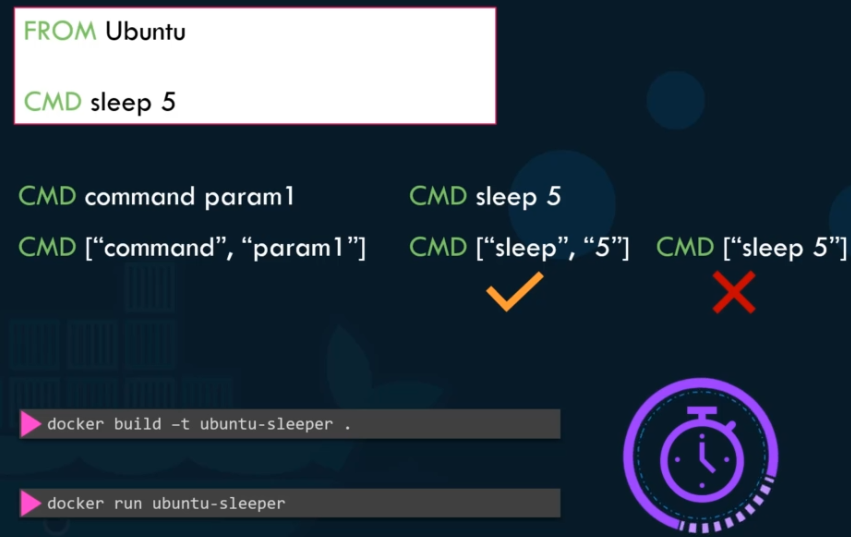 FROM Ubuntu
CMD sleep 5
CMD command param1
CMD sleep 5
CMD [“command”, “param1”]
CMD [“sleep”, “5”]
CMD [“sleep 5”]
docker build –t ubuntu-sleeper .
docker run ubuntu-sleeper